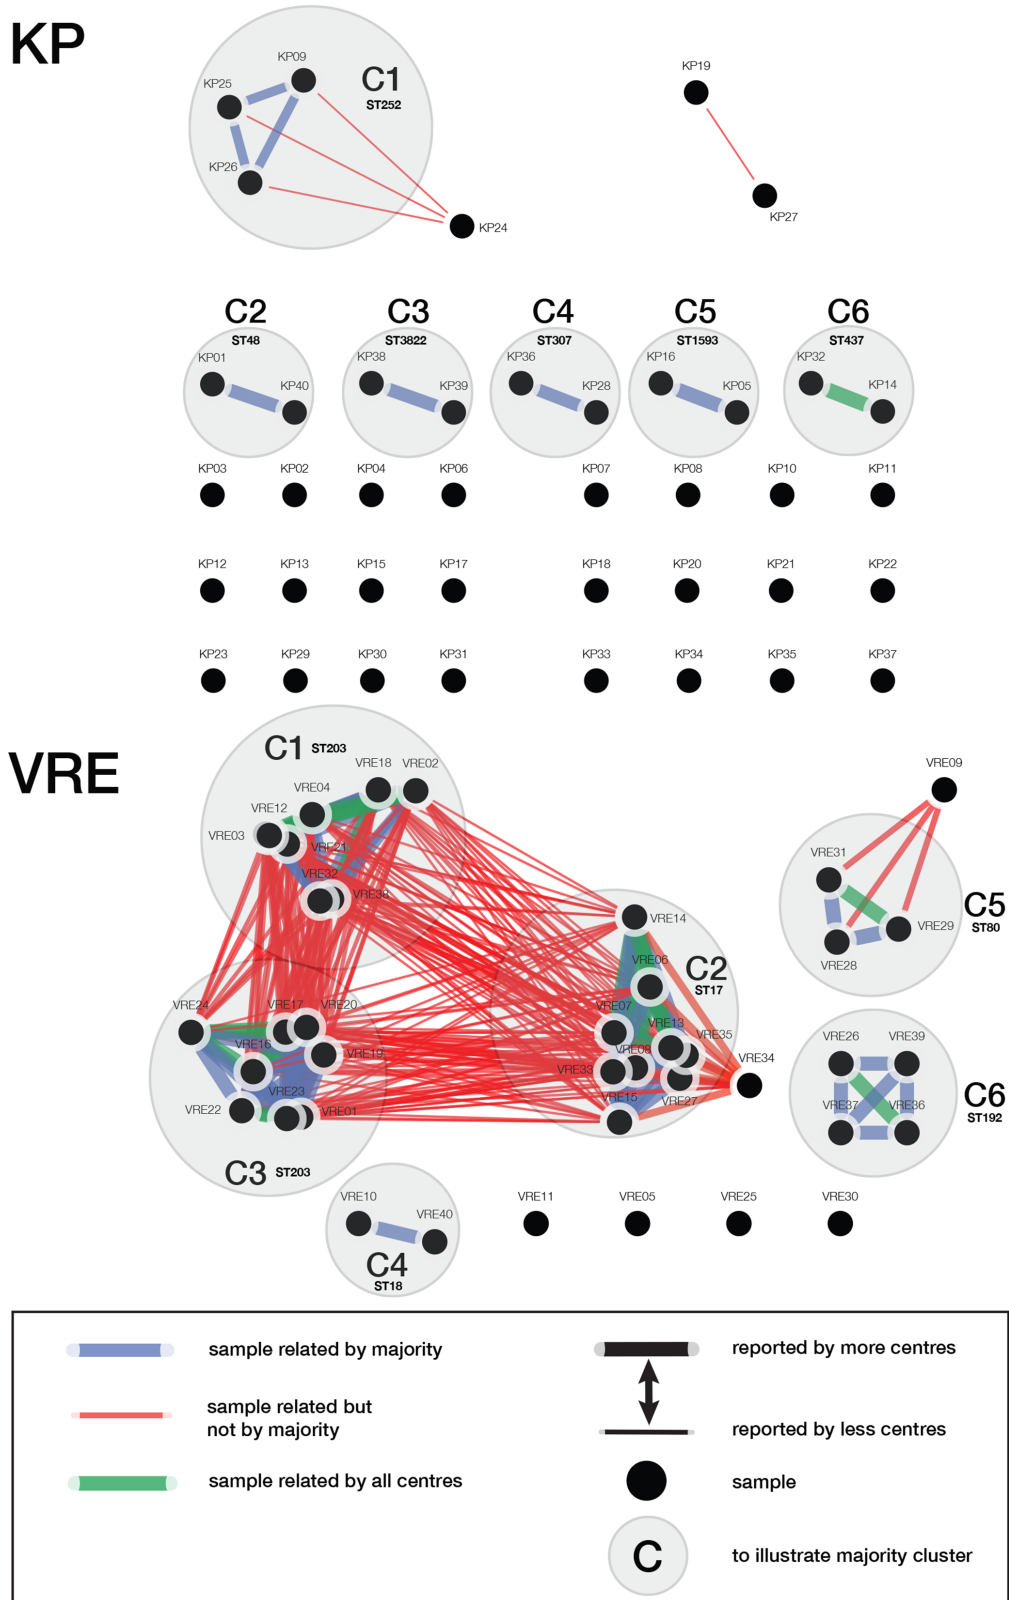 KP
KP09
KP25
C1
ST252
KP26
KP24
KP19
KP27
C2 C3 C4 C5 C6
ST48 ST3822 ST307 ST1593 ST437
KP01 KP38 KP36 KP16 KP32
KP40 KP39 KP28 KP05 KP14
KP03 KP02 KP04 KP06 KP07 KP08 KP10 KP11
KP12 KP13 KP15 KP17 KP18 KP20 KP21 KP22
KP23 KP29 KP30 KP31 KP33 KP34 KP35 KP37
VRE
C1 ST203
VRE18 VRE02
VRE04
VRE12
VRE03
VRE21
VRE32
VRE38
VRE09
VRE31
VRE29
VRE28
C5
ST80
VRE14
VRE06
C2
ST17
VRE07
VRE13
VRE35
VRE08
VRE33
VRE34
VRE15
VRE27
VRE24
VRE17
VRE20
VRE16
VRE19
VRE23
VRE22
VRE01
C3 ST203
VRE26 VRE39
VRE37 VRE36
C6
ST192
VRE10
VRE40
C4
ST18
VRE11 VRE05 VRE25 VRE30
sample related by majority
sample related but
not by majority
sample related by all centres
reported by more centres
reported by less centres
sample
C
to illustrate majority cluster